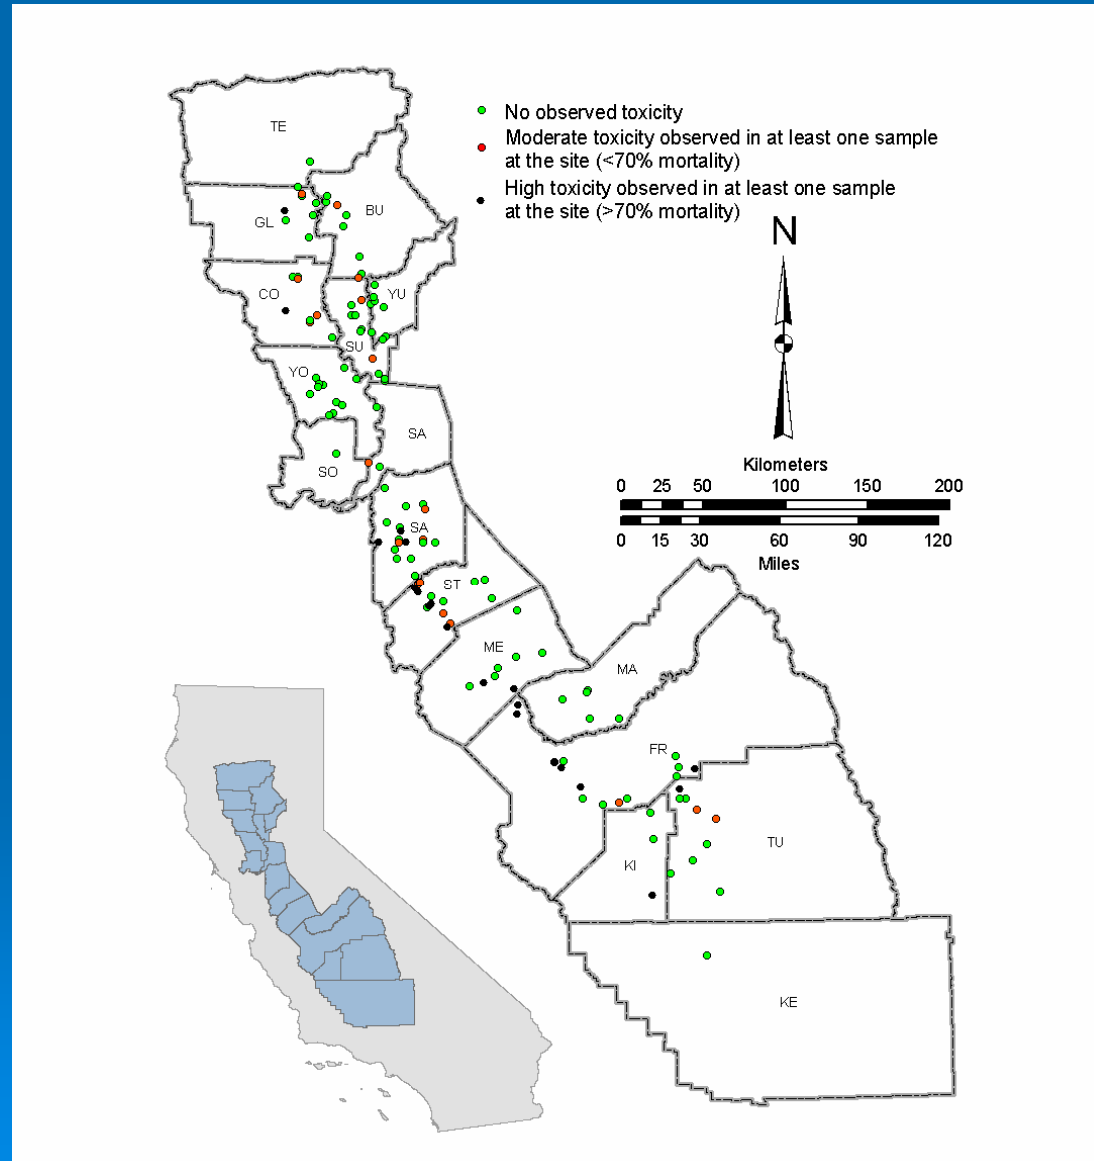 No observed toxicity
Moderate toxicity observed in at least one sample
at the site (<70% mortality)
High toxicity observed in at least one sample
at the site (>70% mortality)
TE
BU
GL
N
CO
YU
SU
YO
SA
SO
Kilometers
0 25 50 100 150 200
0 15 30 60 90 120
Miles
SA
ST
ME
MA
FR
TU
KI
KE